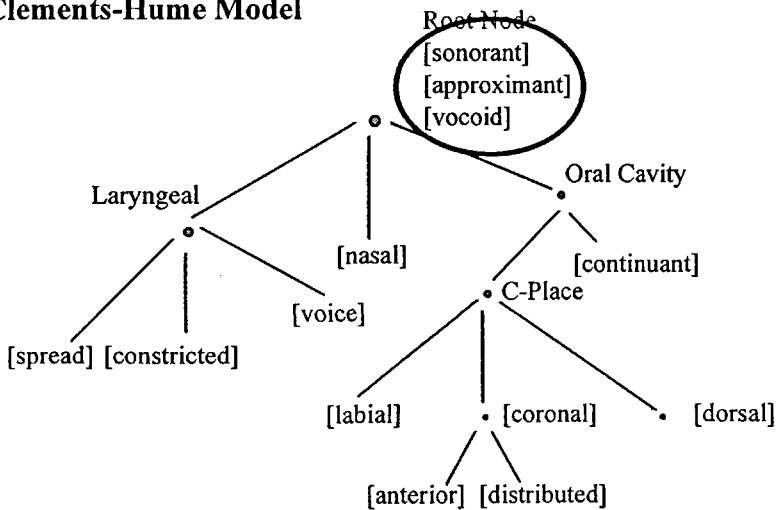 Clements-Hume Model
Root Node
[sonorant]
[approximant]
[vocoid]
Oral Cavity
Laryngeal
[nasal]
[continuant]
C-Place
[voice]
[spread] [constricted]
[labial]
[coronal]
[dorsal]
[anterior] [distributed]